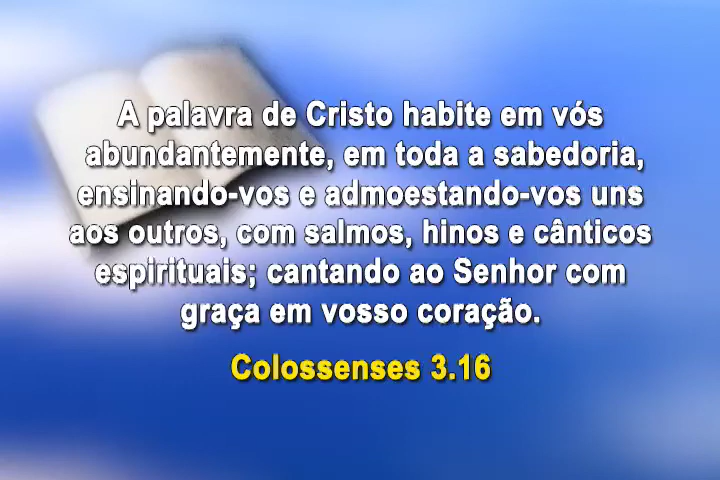 A palavra de Cristo habite em vós
abundantemente, em toda a sabedoria,
ensinando-vos e admoestando-vos uns
aos outros, com salmos, hinos e cânticos
espirituais; cantando ao Senhor com
graça em vosso coração.
Colossenses 3.16